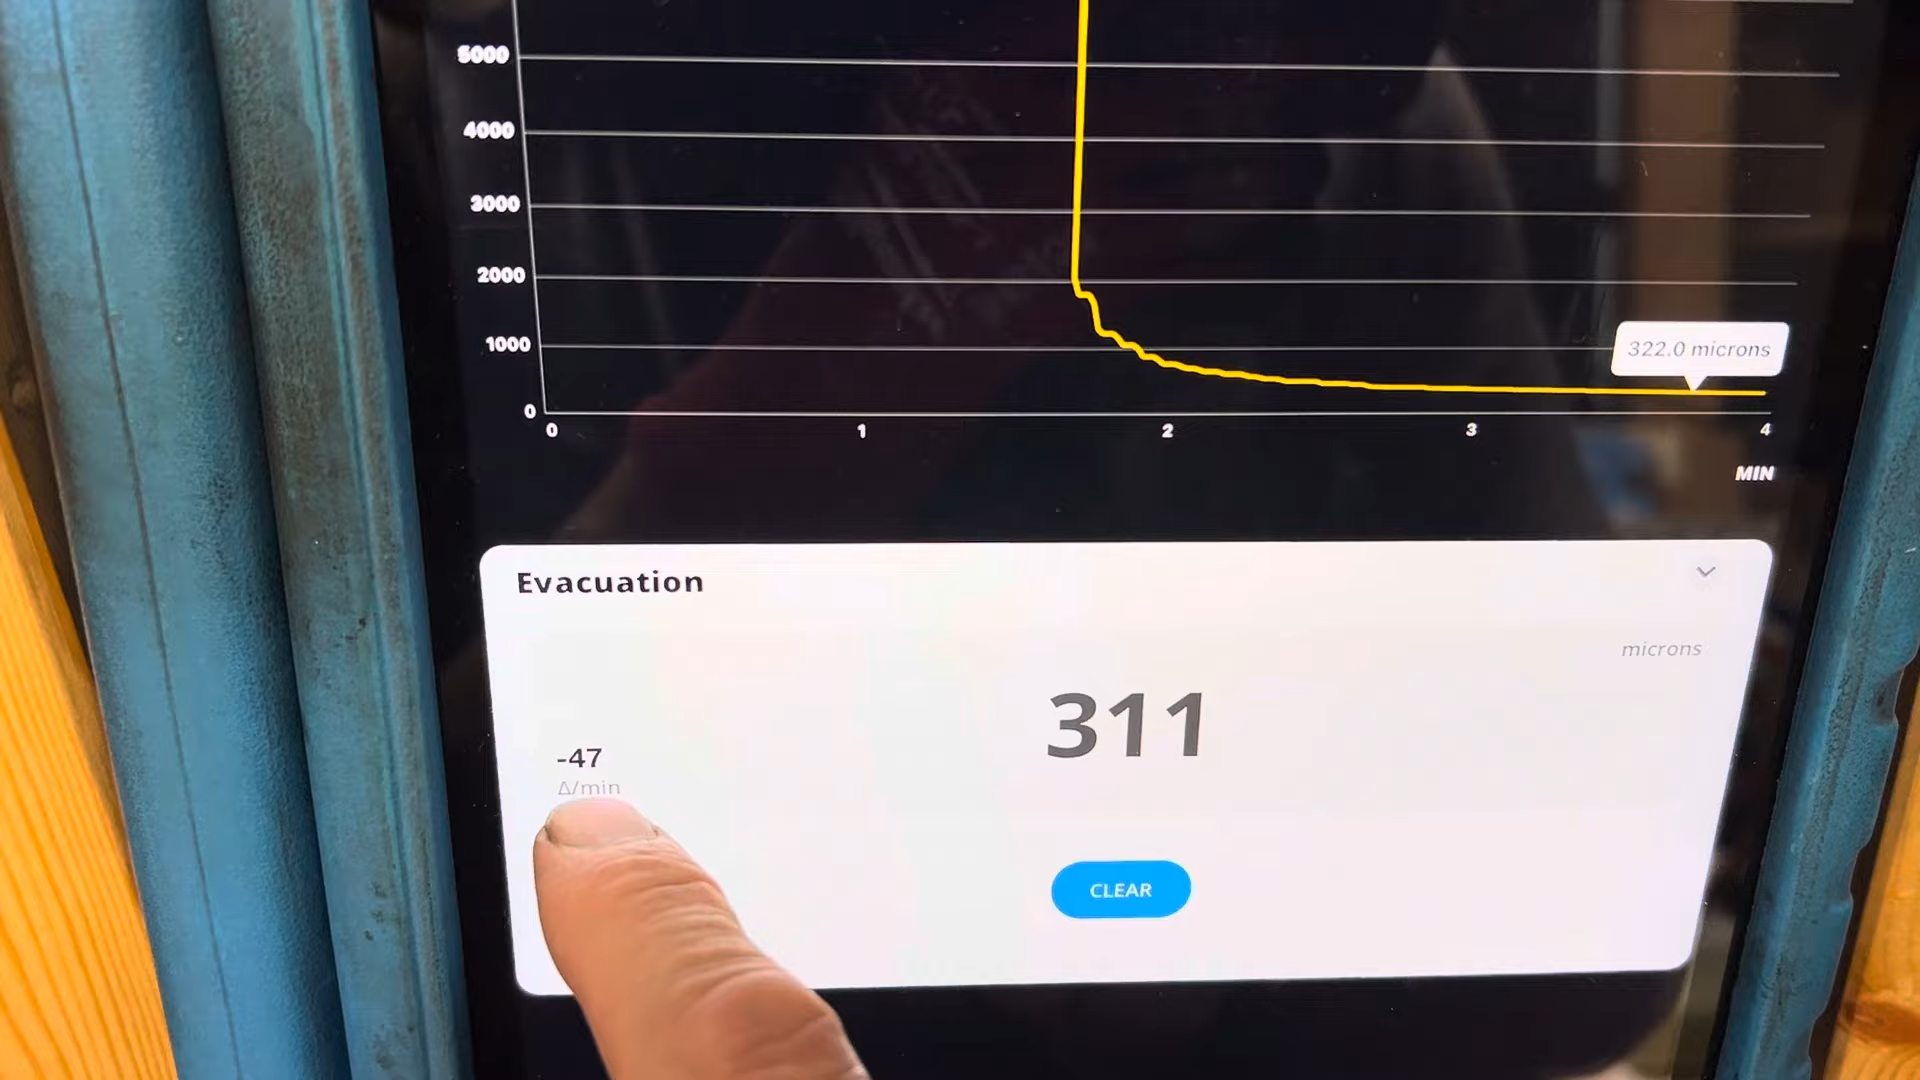 5000
4000
3000
2000
1000
322.0 microns
0
0 1 2 3 4
MIN
Evacuation
microns
311
-47
Δ/min
CLEAR